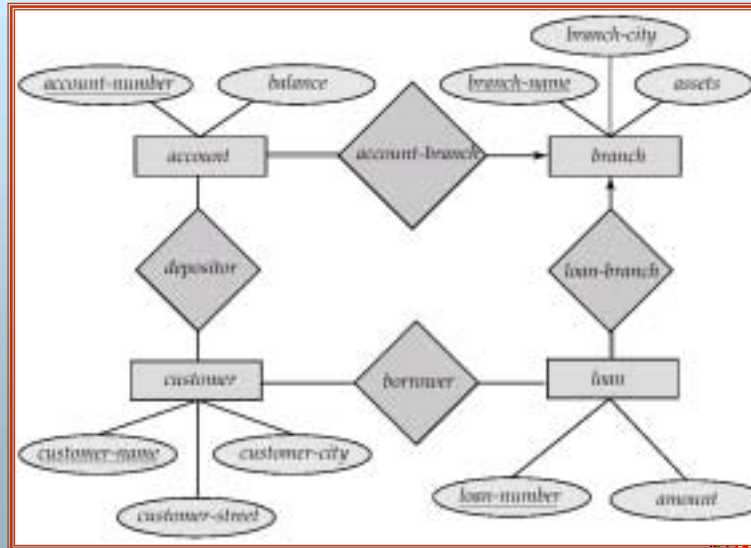 branch-city
account-number
balance
branch-name
assets
account
account-branch
branch
depositor
loan-branch
customer
borrower
loan
customer-name
customer-city
loan-number
amount
customer-street